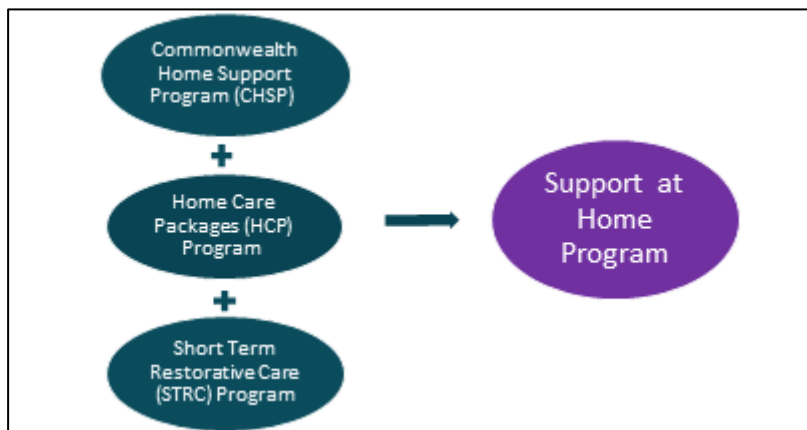 Commonwealth
Home Support
Program (CHSP)
+
Home Care
Packages (HCP)
Program
+
Short Term
Restorative Care
(STRC) Program
Support at
Home
Program